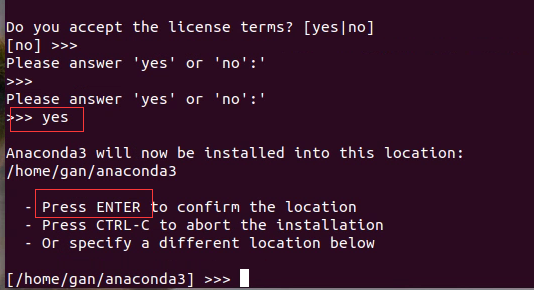 Do you accept the license terms? [yes|no]
[no] >>>
Please answer 'yes' or 'no':'
>>>
Please answer 'yes' or 'no':'
>>> yes
Anaconda3 will now be installed into this location:
/home/gan/anaconda3
- Press ENTER to confirm the location
- Press CTRL-C to abort the installation
- Or specify a different location below
[/home/gan/anaconda3] >>>